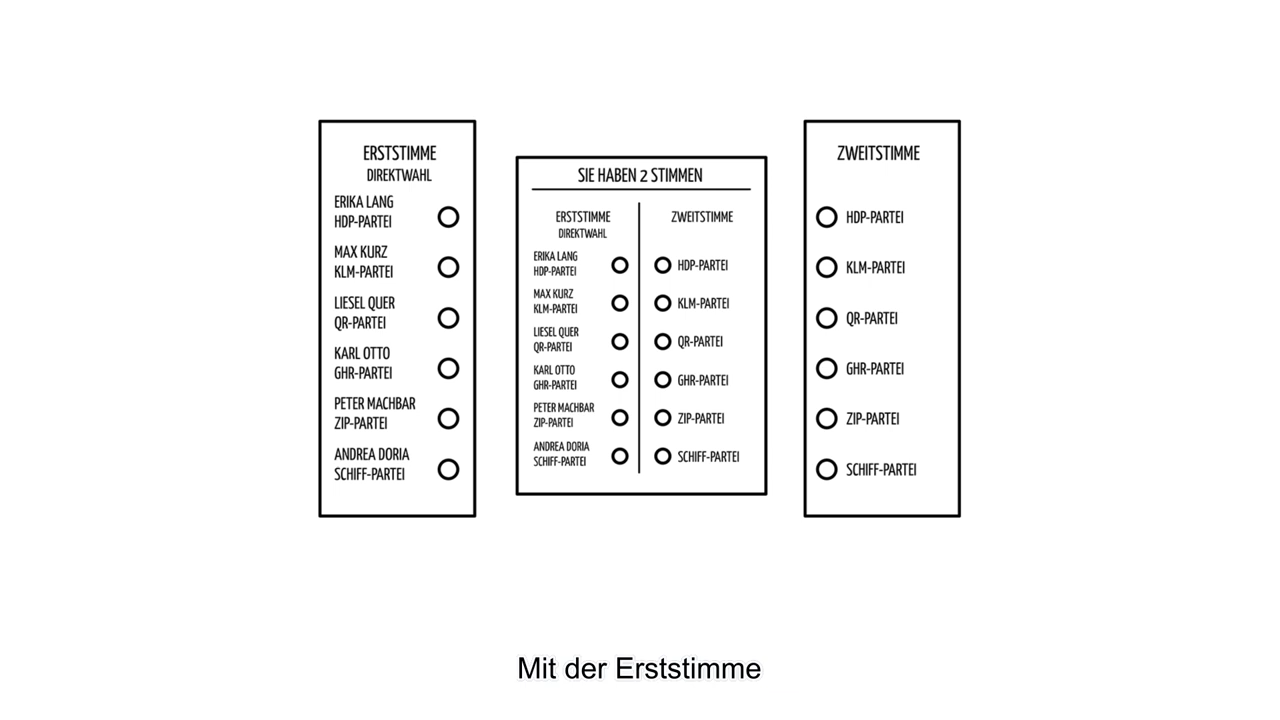 ERSTSTIMME
DIREKTWAHL
ERIKA LANG
HDP-PARTEI
MAX KURZ
KLM-PARTEI
LIESEL QUER
QR-PARTEI
KARL OTTO
GHR-PARTEI
PETER MACHBAR
ZIP-PARTEI
ANDREA DORIA
SCHIFF-PARTEI
SIE HABEN 2 STIMMEN
ERSTSTIMME
DIREKTWAHL
ERIKA LANG
HDP-PARTEI
MAX KURZ
KLM-PARTEI
LIESEL QUER
QR-PARTEI
KARL OTTO
GHR-PARTEI
PETER MACHBAR
ZIP-PARTEI
ANDREA DORIA
SCHIFF-PARTEI
ZWEITSTIMME
HDP-PARTEI
KLM-PARTEI
QR-PARTEI
GHR-PARTEI
ZIP-PARTEI
SCHIFF-PARTEI
ZWEITSTIMME
HDP-PARTEI
KLM-PARTEI
QR-PARTEI
GHR-PARTEI
ZIP-PARTEI
SCHIFF-PARTEI
Mit der Erststimme